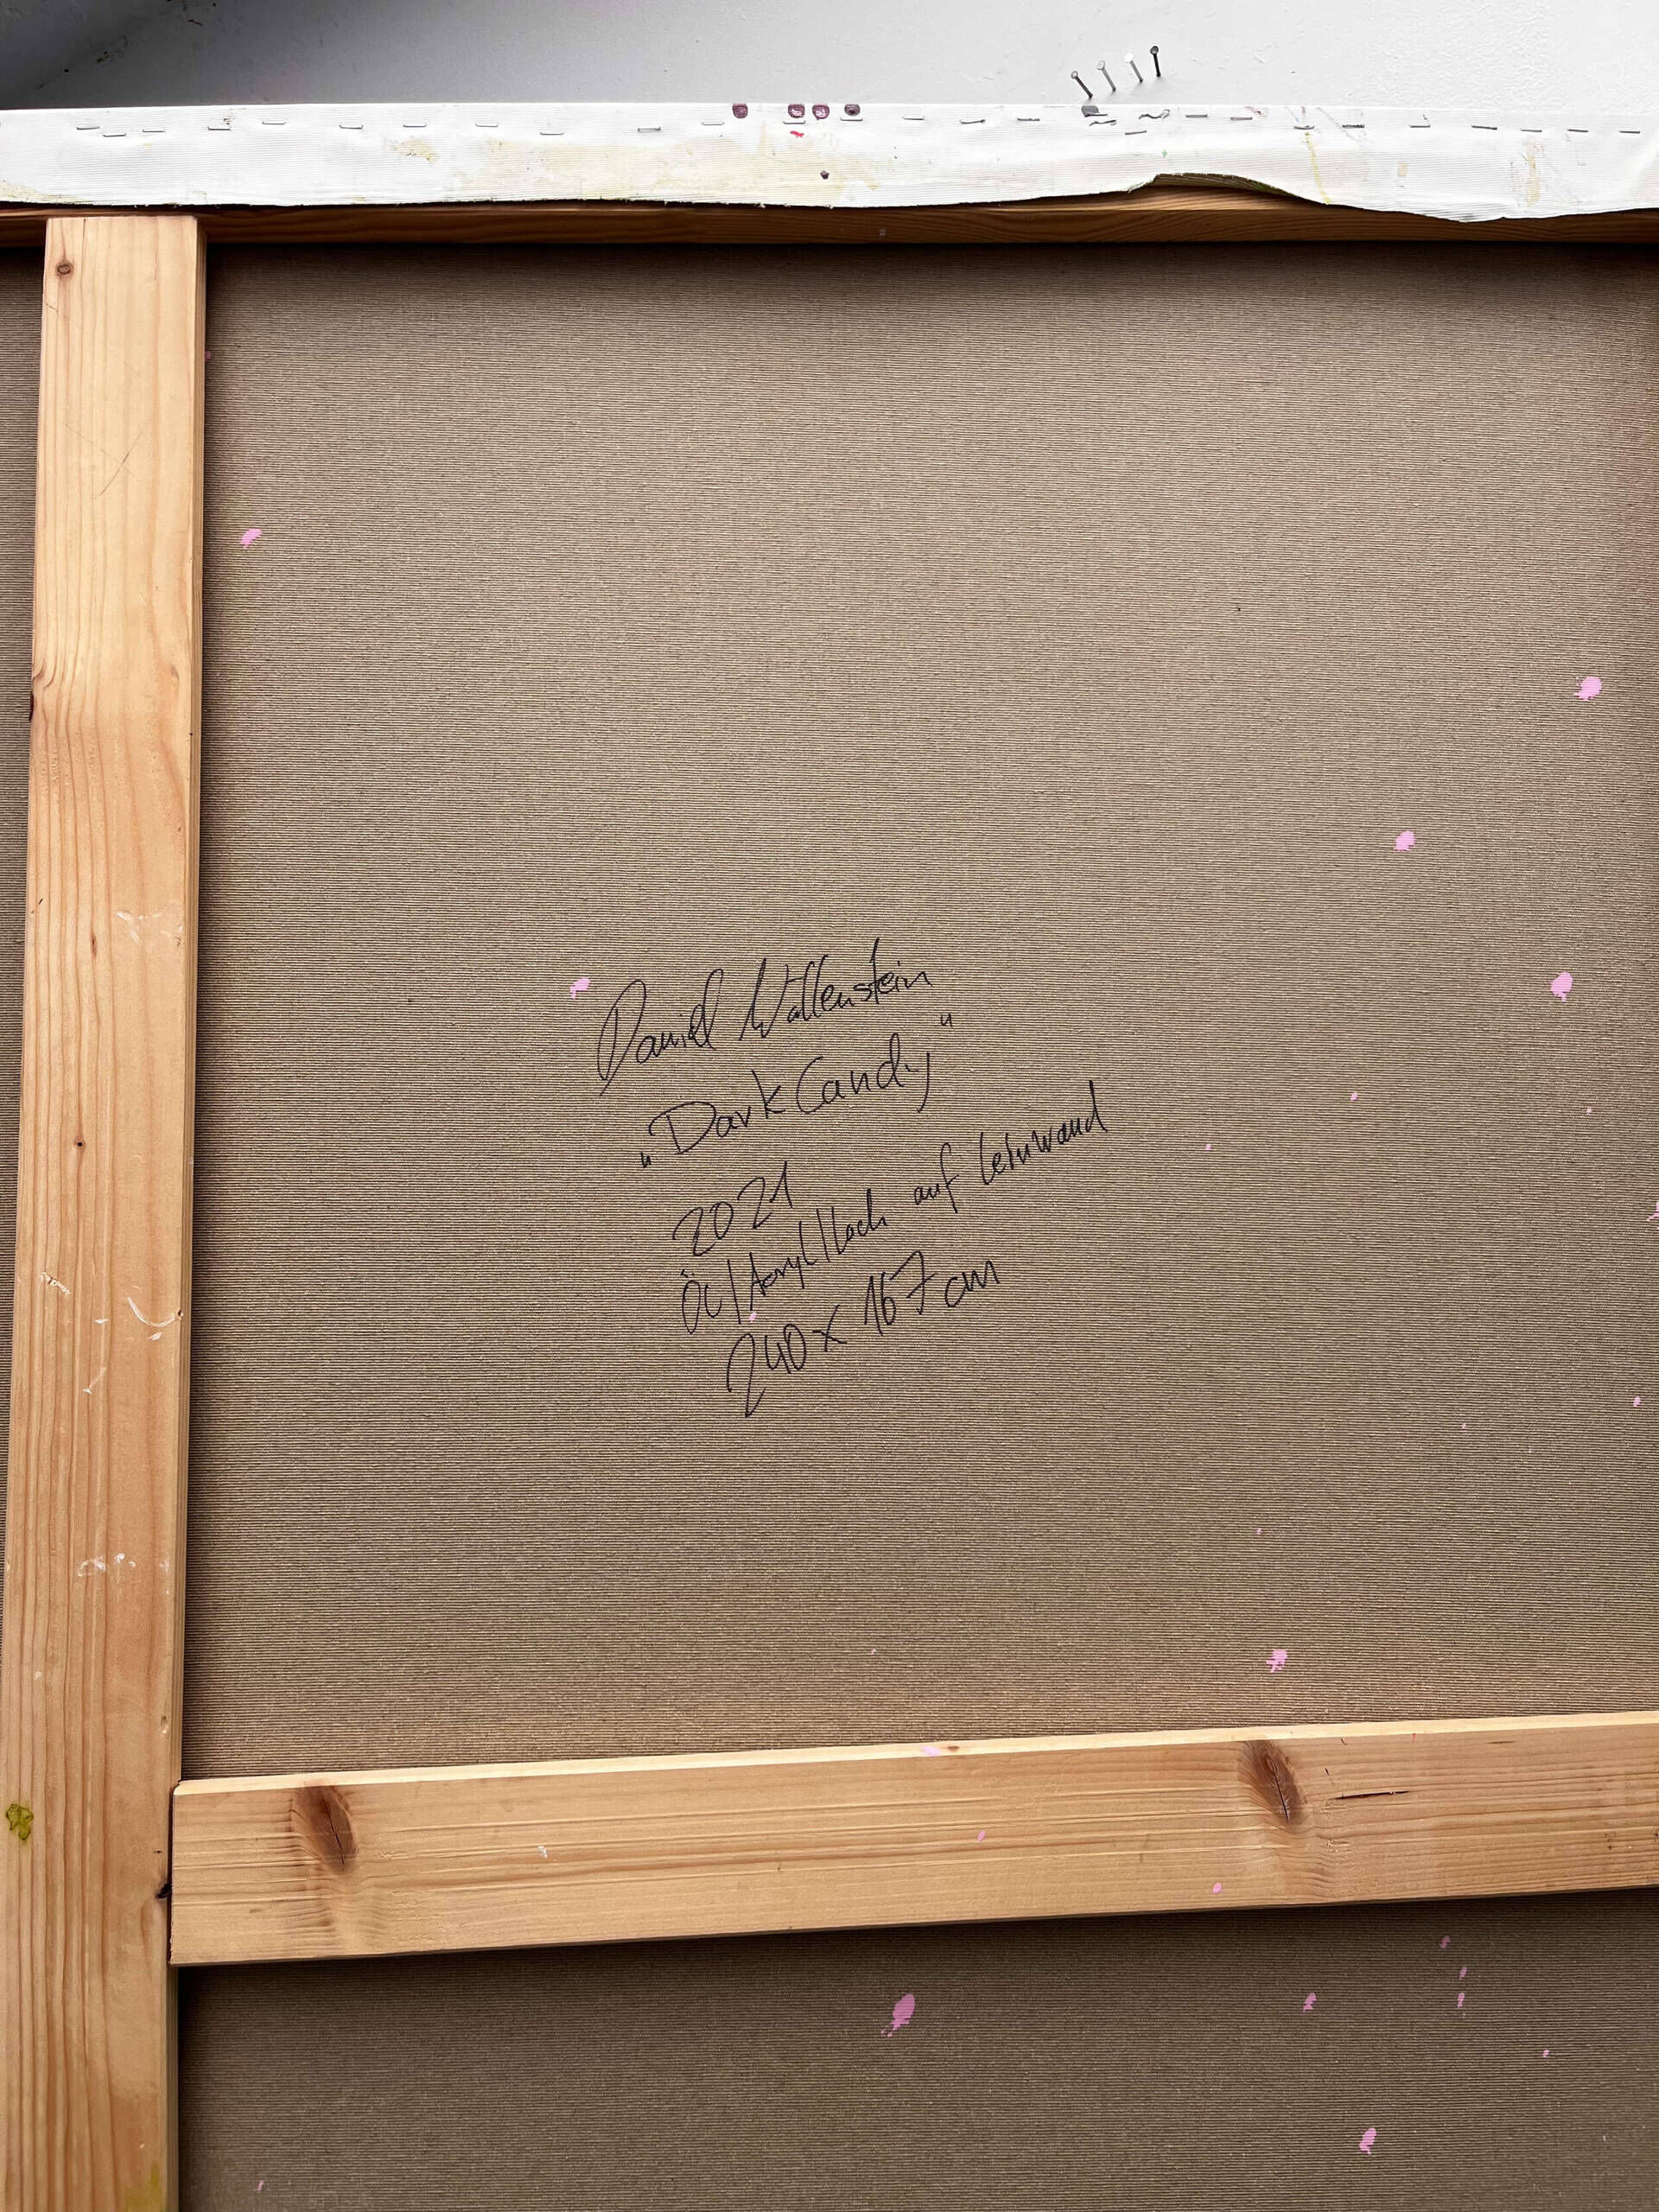 Daniel Wallenstein
„Dark Candy"
2021
Öl/Acryl/Lack auf Leinwand
240 x 167 cm